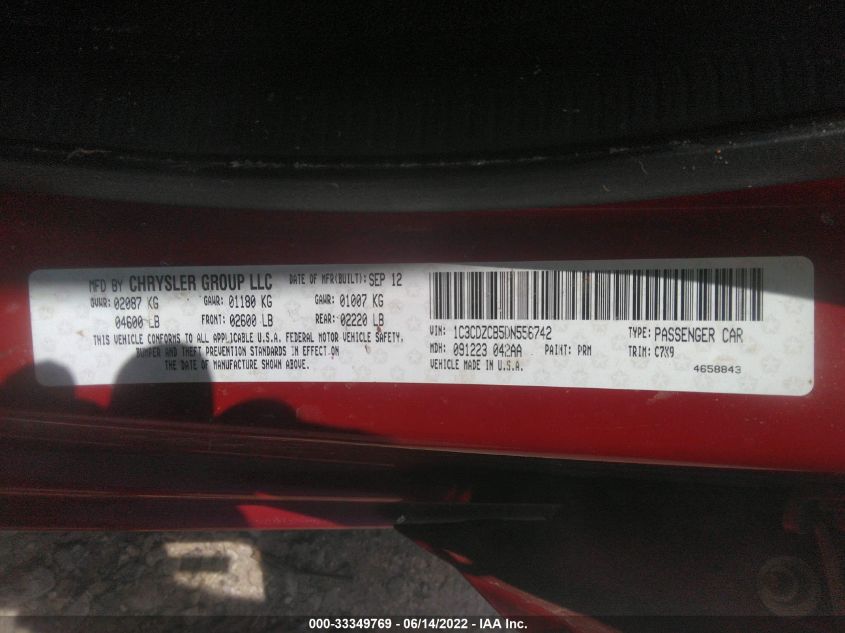 MFD BY CHRYSLER GROUP LLC DATE OF MFR(BUILT): SEP 12
GVWR: 02087 KG GAWR: 01180 KG GAWR: 01007 KG
04600 LB FRONT: 02600 LB REAR: 02220 LB
THIS VEHICLE CONFORMS TO ALL APPLICABLE U.S.A. FEDERAL MOTOR VEHICLE SAFETY,
BUMPER AND THEFT PREVENTION STANDARDS IN EFFECT ON
THE DATE OF MANUFACTURE SHOWN ABOVE.
VIN: 1C3CDZCB5DN556742 TYPE: PASSENGER CAR
MDH: 091223 042AA PAINT: PRM TRIM: C7X9
VEHICLE MADE IN U.S.A. 4658843
000-33349769 - 06/14/2022 - IAA Inc.